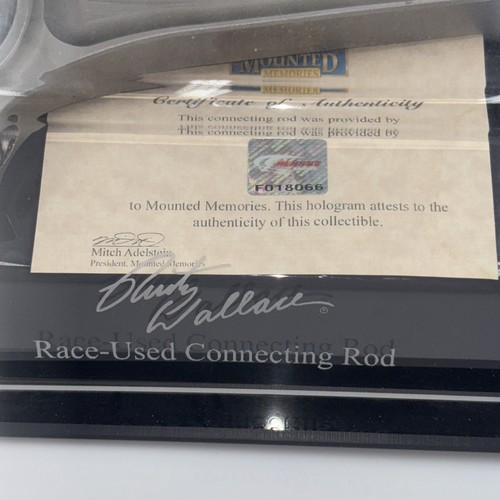 MOUNTED
MEMORIES
Certificate of Authenticity
This connecting rod was provided by
F018066
to Mounted Memories. This hologram attests to the
authenticity of this collectible.
Mitch Adelstein
President, Mounted Memories
Rusty
Wallace
®
Race-Used Connecting Rod